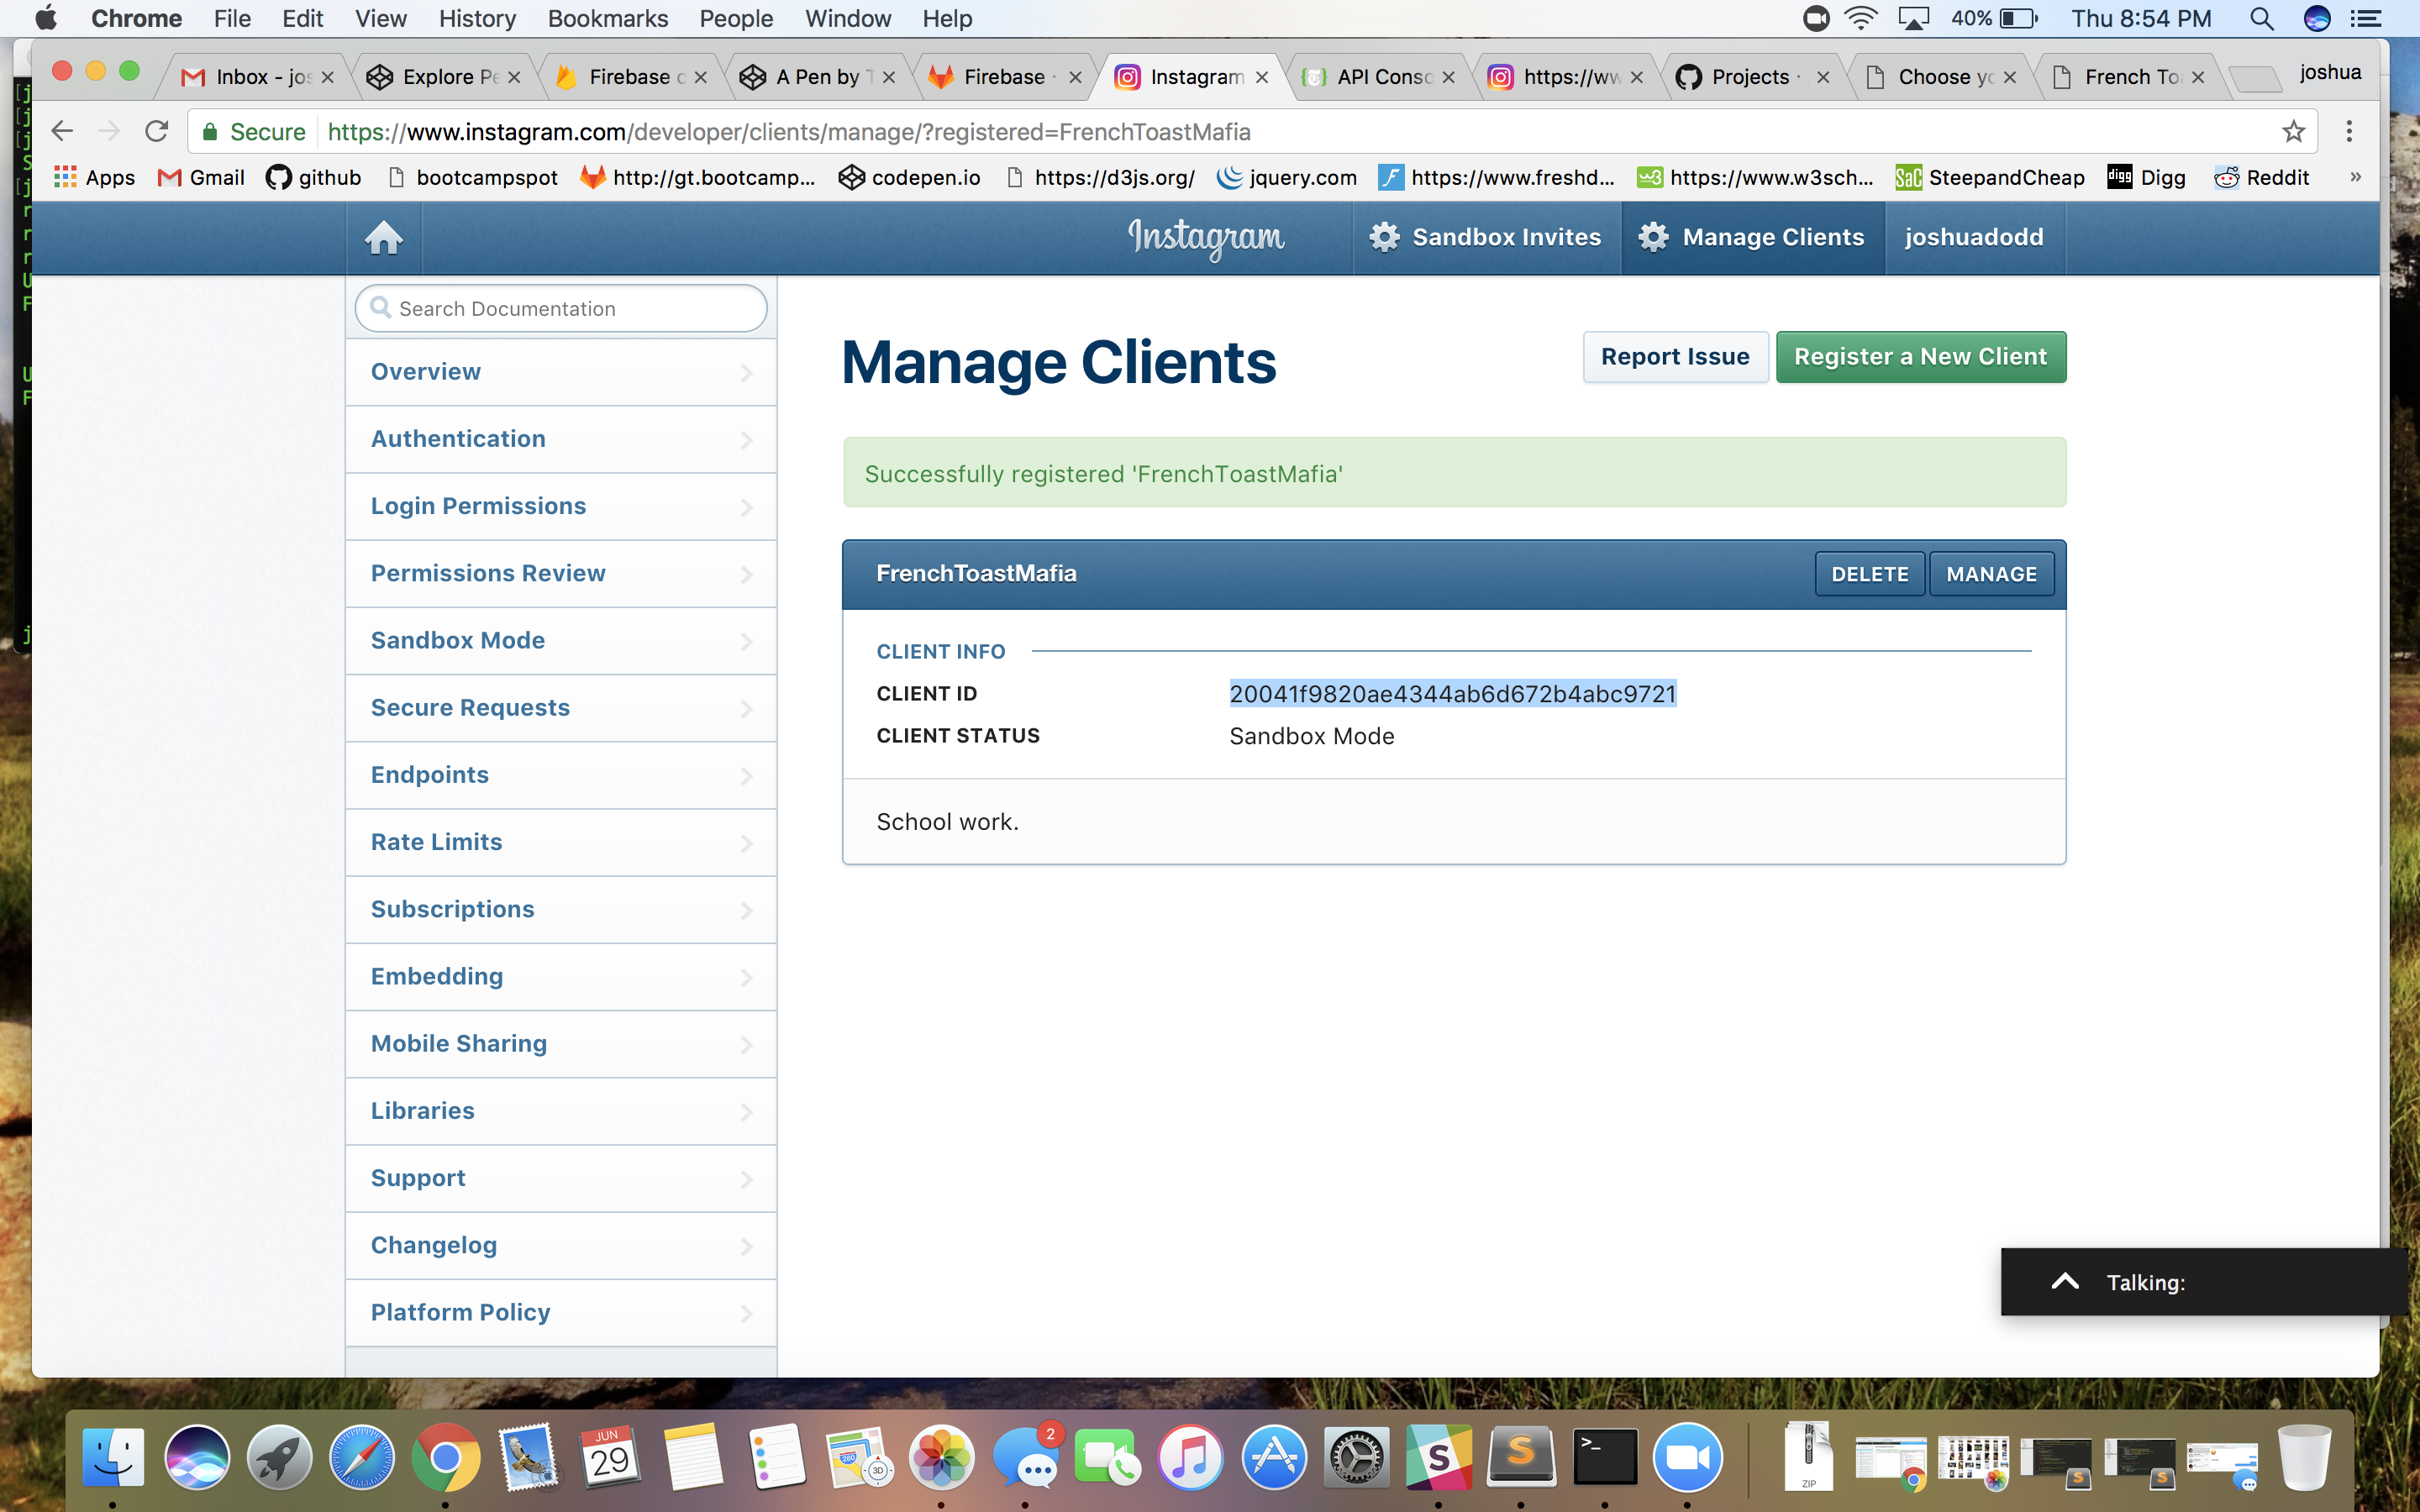 Chrome File Edit View History Bookmarks People Window Help 40% Thu 8:54 PM
Inbox - jos Explore Pe Firebase c A Pen by T Firebase · Instagram API Conso https://ww Projects · Choose yo French To joshua
Secure https://www.instagram.com/developer/clients/manage/?registered=FrenchToastMafia
Apps Gmail github bootcampspot http://gt.bootcamp... codepen.io https://d3js.org/ jquery.com https://www.freshd... https://www.w3sch... SteepandCheap Digg Reddit »
Instagram Sandbox Invites Manage Clients joshuadodd
Search Documentation
Overview
Authentication
Login Permissions
Permissions Review
Sandbox Mode
Secure Requests
Endpoints
Rate Limits
Subscriptions
Embedding
Mobile Sharing
Libraries
Support
Changelog
Platform Policy
Manage Clients
Report Issue Register a New Client
Successfully registered 'FrenchToastMafia'
FrenchToastMafia DELETE MANAGE
CLIENT INFO
CLIENT ID 20041f9820ae4344ab6d672b4abc9721
CLIENT STATUS Sandbox Mode
School work.
Talking:
JUN
29
280
3D
2
ZIP